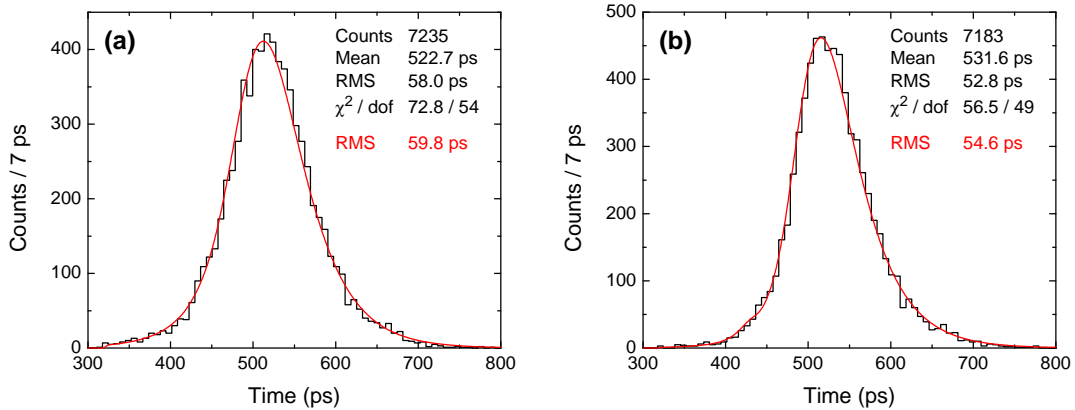 (a)
Counts 7235
Mean 522.7 ps
RMS 58.0 ps
χ² / dof 72.8 / 54
RMS 59.8 ps
400
300
200
100
0
Counts / 7 ps
300 400 500 600 700 800
Time (ps)
(b)
Counts 7183
Mean 531.6 ps
RMS 52.8 ps
χ² / dof 56.5 / 49
RMS 54.6 ps
500
400
300
200
100
0
Counts / 7 ps
300 400 500 600 700 800
Time (ps)